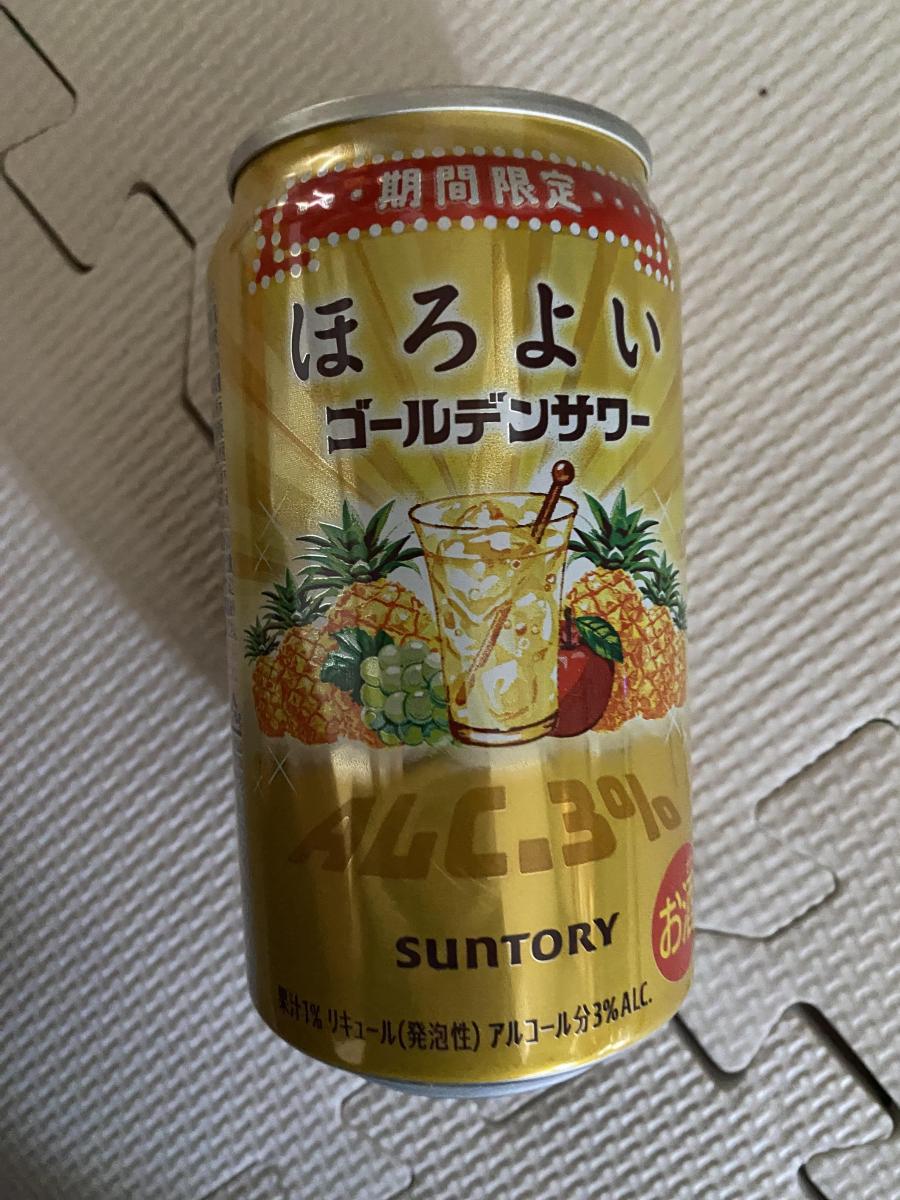 期間限定
ほろよい
ゴールデンサワー
ALC.3%
お酒
SUNTORY
果汁1% リキュール(発泡性) アルコール分3%ALC.